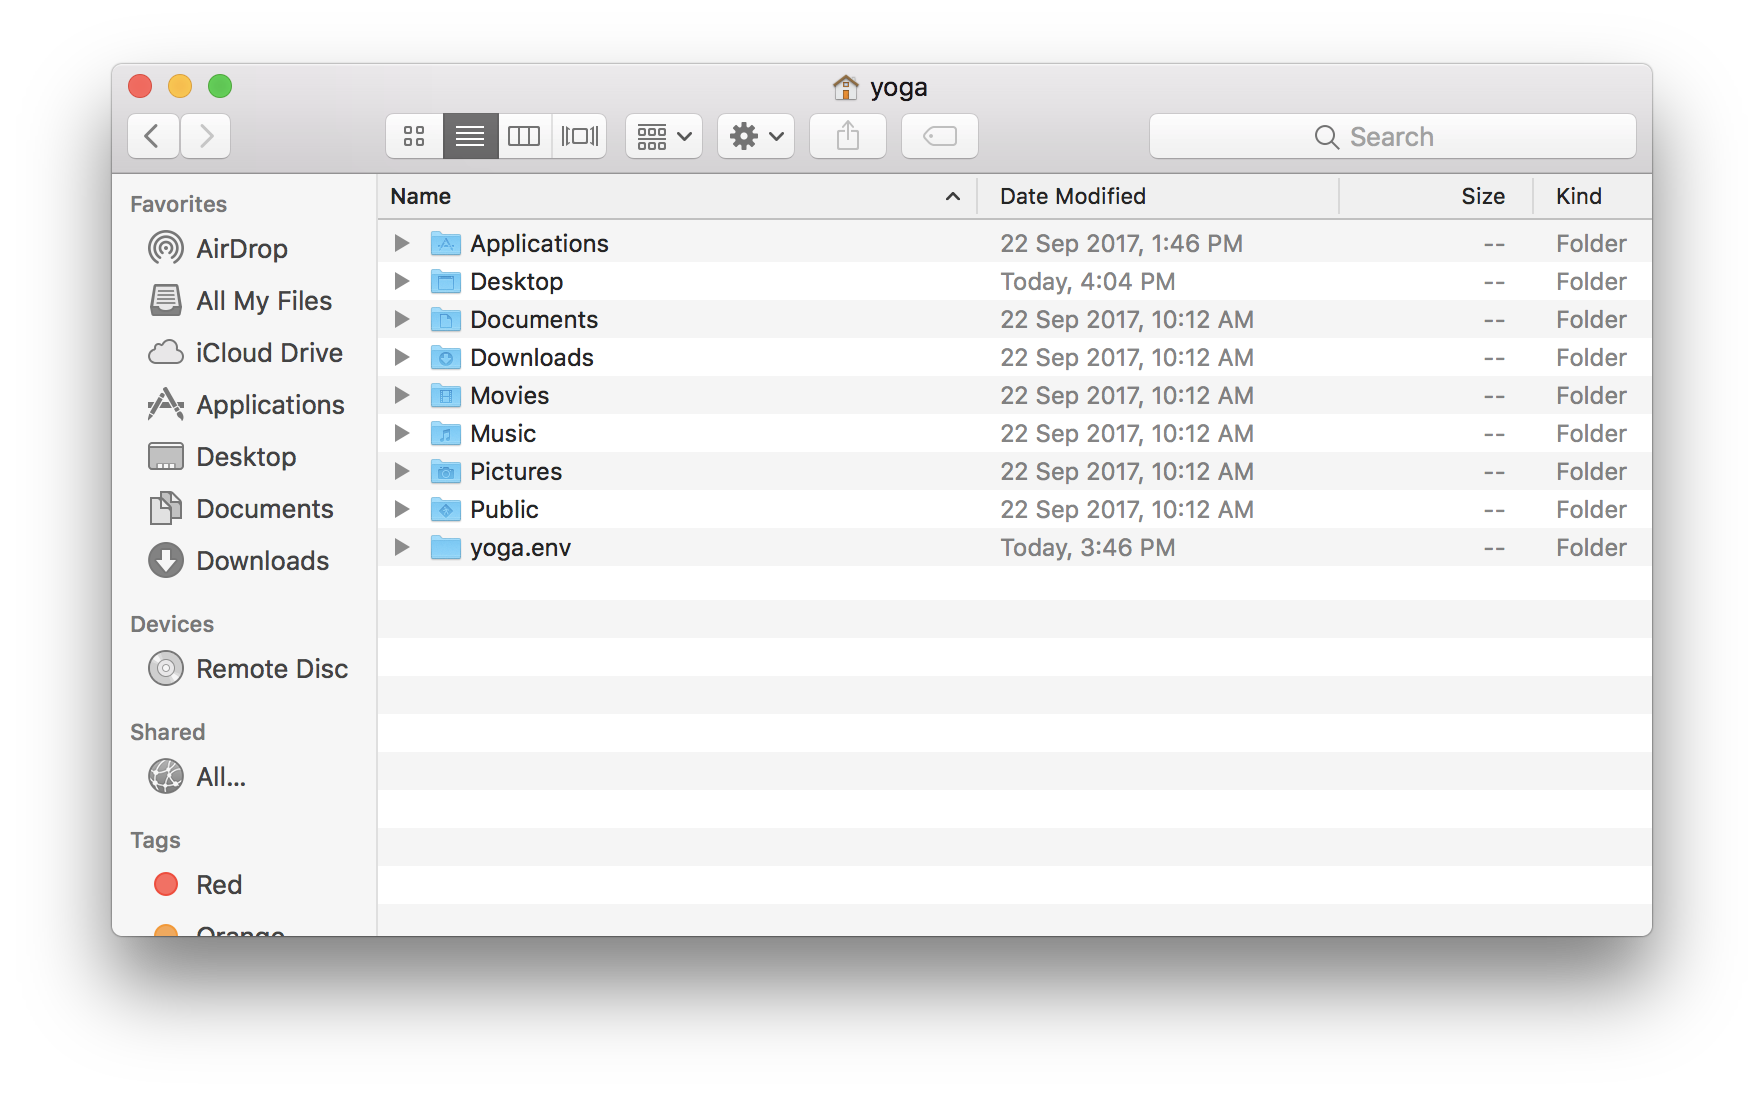 yoga
Search
Favorites
AirDrop
All My Files
iCloud Drive
Applications
Desktop
Documents
Downloads
Devices
Remote Disc
Shared
All...
Tags
Red
Orange
Name Date Modified Size Kind
Applications 22 Sep 2017, 1:46 PM -- Folder
Desktop Today, 4:04 PM -- Folder
Documents 22 Sep 2017, 10:12 AM -- Folder
Downloads 22 Sep 2017, 10:12 AM -- Folder
Movies 22 Sep 2017, 10:12 AM -- Folder
Music 22 Sep 2017, 10:12 AM -- Folder
Pictures 22 Sep 2017, 10:12 AM -- Folder
Public 22 Sep 2017, 10:12 AM -- Folder
yoga.env Today, 3:46 PM -- Folder